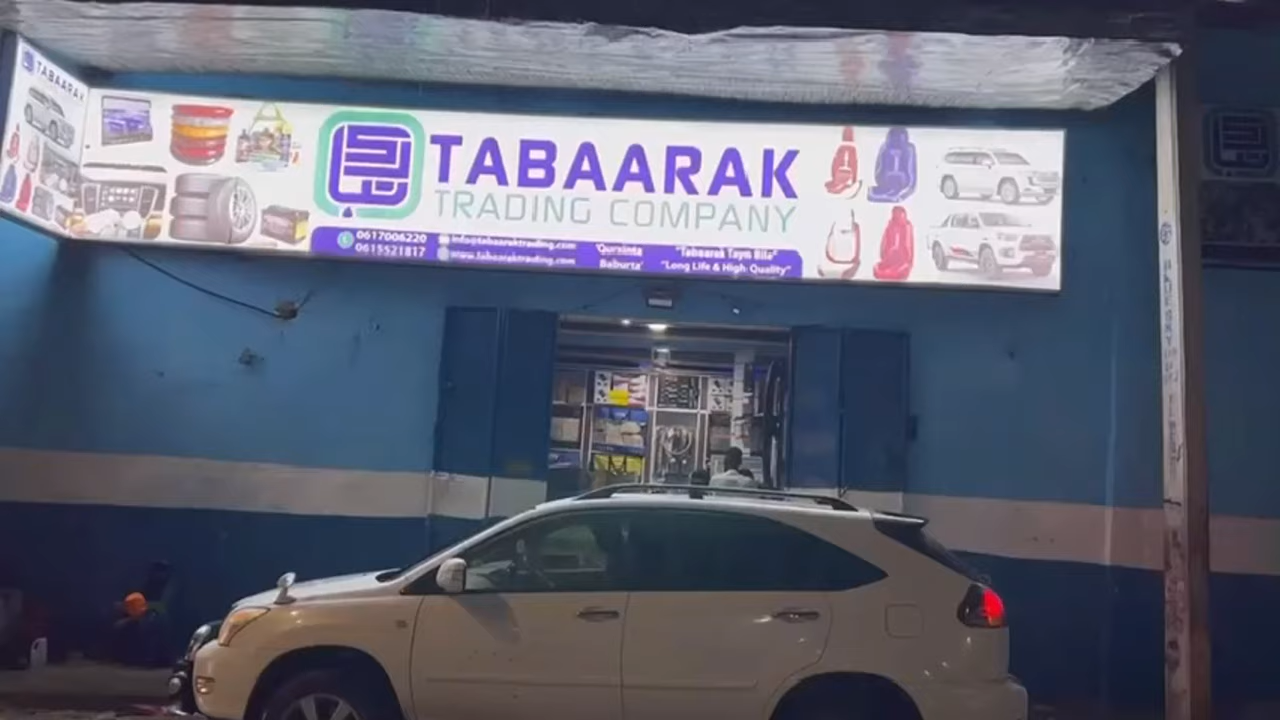 TABAARAK
TABAARAK
TRADING COMPANY
0617006220
0615521817
info@tabaaraktrading.com
www.tabaaraktrading.com
'Qurxinta
Baburta'
"Tabaarak Tayo Bila"
"Long Life & High Quality"